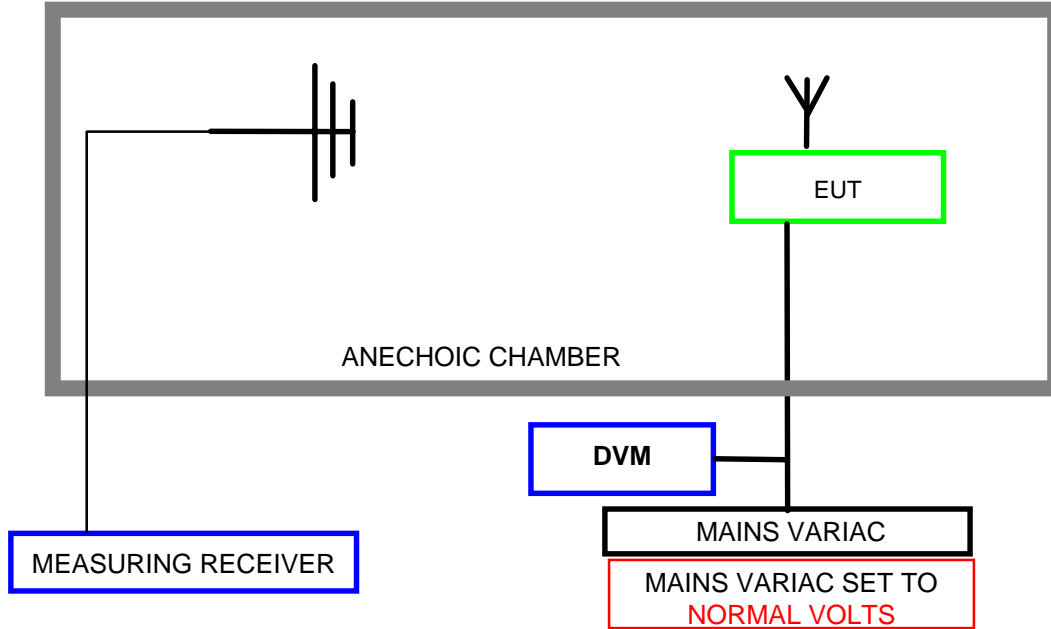 EUT
ANECHOIC CHAMBER
DVM
MAINS VARIAC
MEASURING RECEIVER
MAINS VARIAC SET TO
NORMAL VOLTS